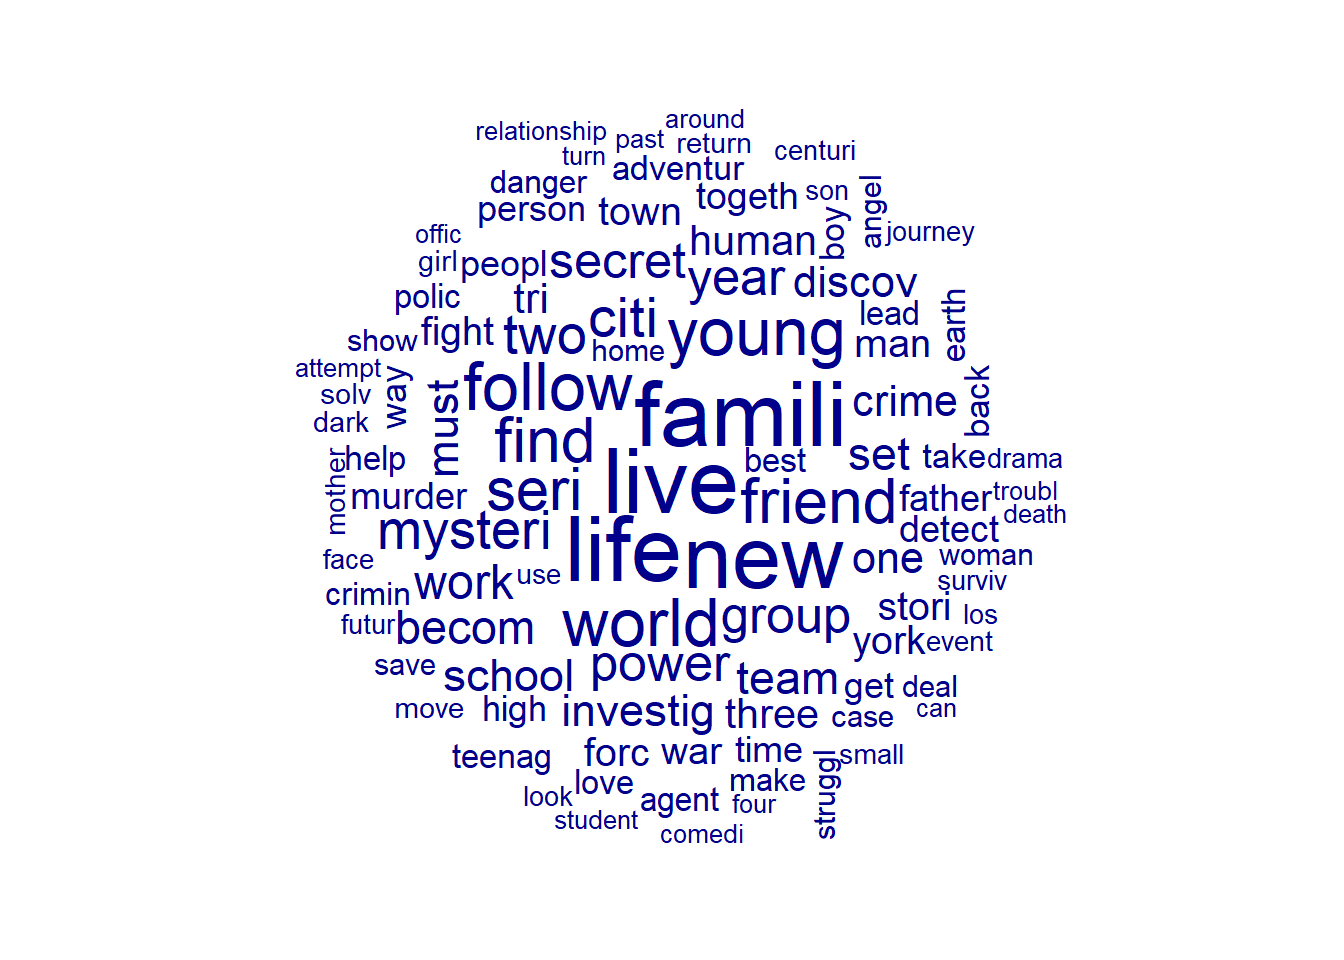 around
relationship
past
return
turn
centuri
adventur
danger
togeth
son
angel
person
town
boy
journey
offic
human
girl
peopl
secret
year
discov
polic
tri
citi
lead
earth
show
fight
two
home
young
man
attempt
way
follow
famili
crime
back
solv
dark
must
find
best
set
take
drama
help
mother
murder
seri
live
friend
father
troubl
death
mysteri
detect
face
life
new
one
woman
crimin
work
use
surviv
futur
becom
world
group
stori
los
york
event
save
school
power
team
get
deal
move
high
investig
three
case
can
teenag
forc
war
time
struggl
small
love
make
look
agent
four
student
comedi